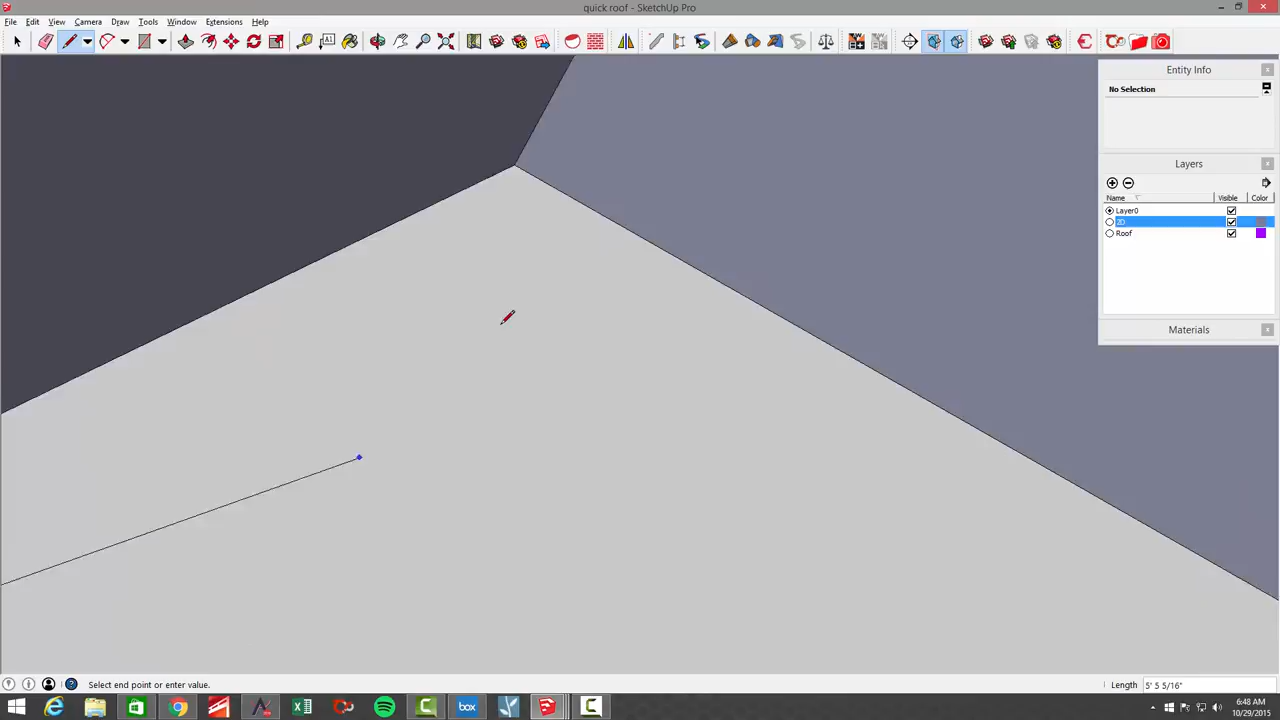 quick roof - SketchUp Pro
File Edit View Camera Draw Tools Window Extensions Help
Entity Info
No Selection
Layers
Name Visible Color
Layer0
2D
Roof
Materials
Select end point or enter value.
Length 5' 5 5/16"
box
6:48 AM
10/29/2015